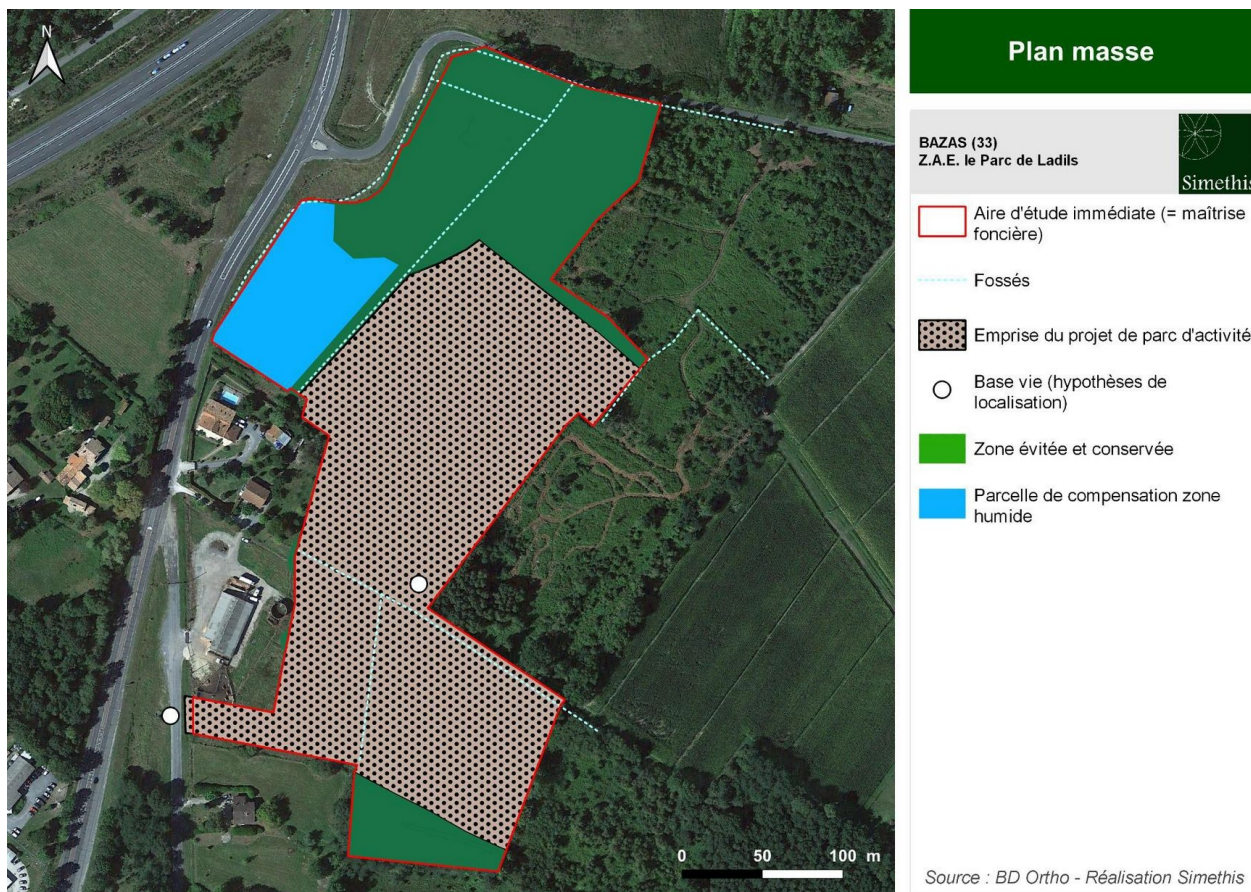 N
Plan masse
BAZAS (33)
Z.A.E. le Parc de Ladils
Simethis
Aire d'étude immédiate (= maîtrise
foncière)
Fossés
Emprise du projet de parc d'activité
Base vie (hypothèses de
localisation)
Zone évitée et conservée
Parcelle de compensation zone
humide
0 50 100 m
Source : BD Ortho - Réalisation Simethis